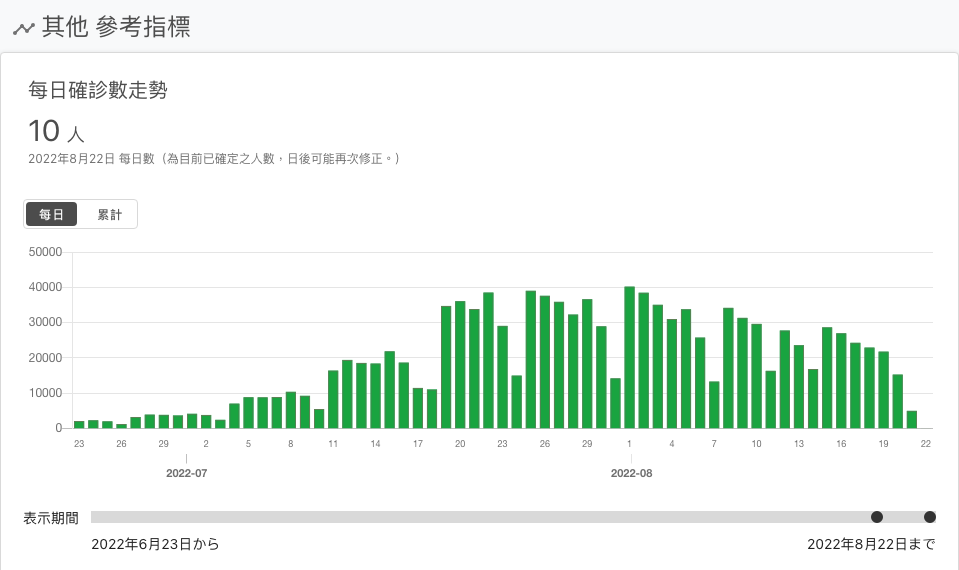 其他 參考指標
每日確診數走勢
10 人
2022年8月22日 每日數（為目前已確定之人數，日後可能再次修正。）
每日 累計
50000
40000
30000
20000
10000
0
23 26 29 2 5 8 11 14 17 20 23 26 29 1 4 7 10 13 16 19 22
2022-07 2022-08
表示期間
2022年6月23日から 2022年8月22日まで